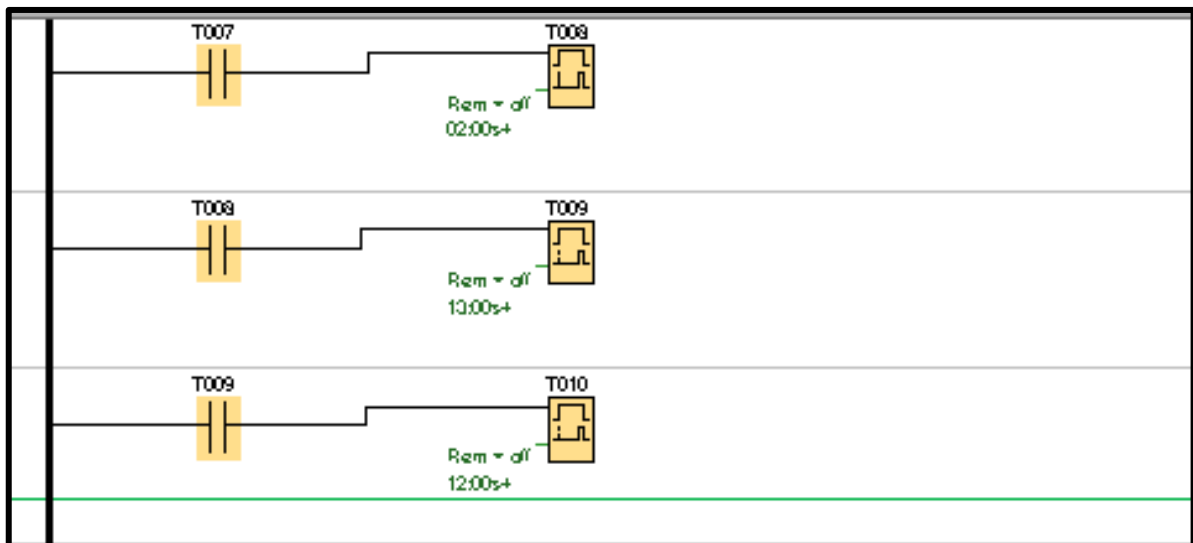 T007
T008
Rem = off
02:00s+
T008
T009
Rem = off
13:00s+
T009
T010
Rem = off
12:00s+